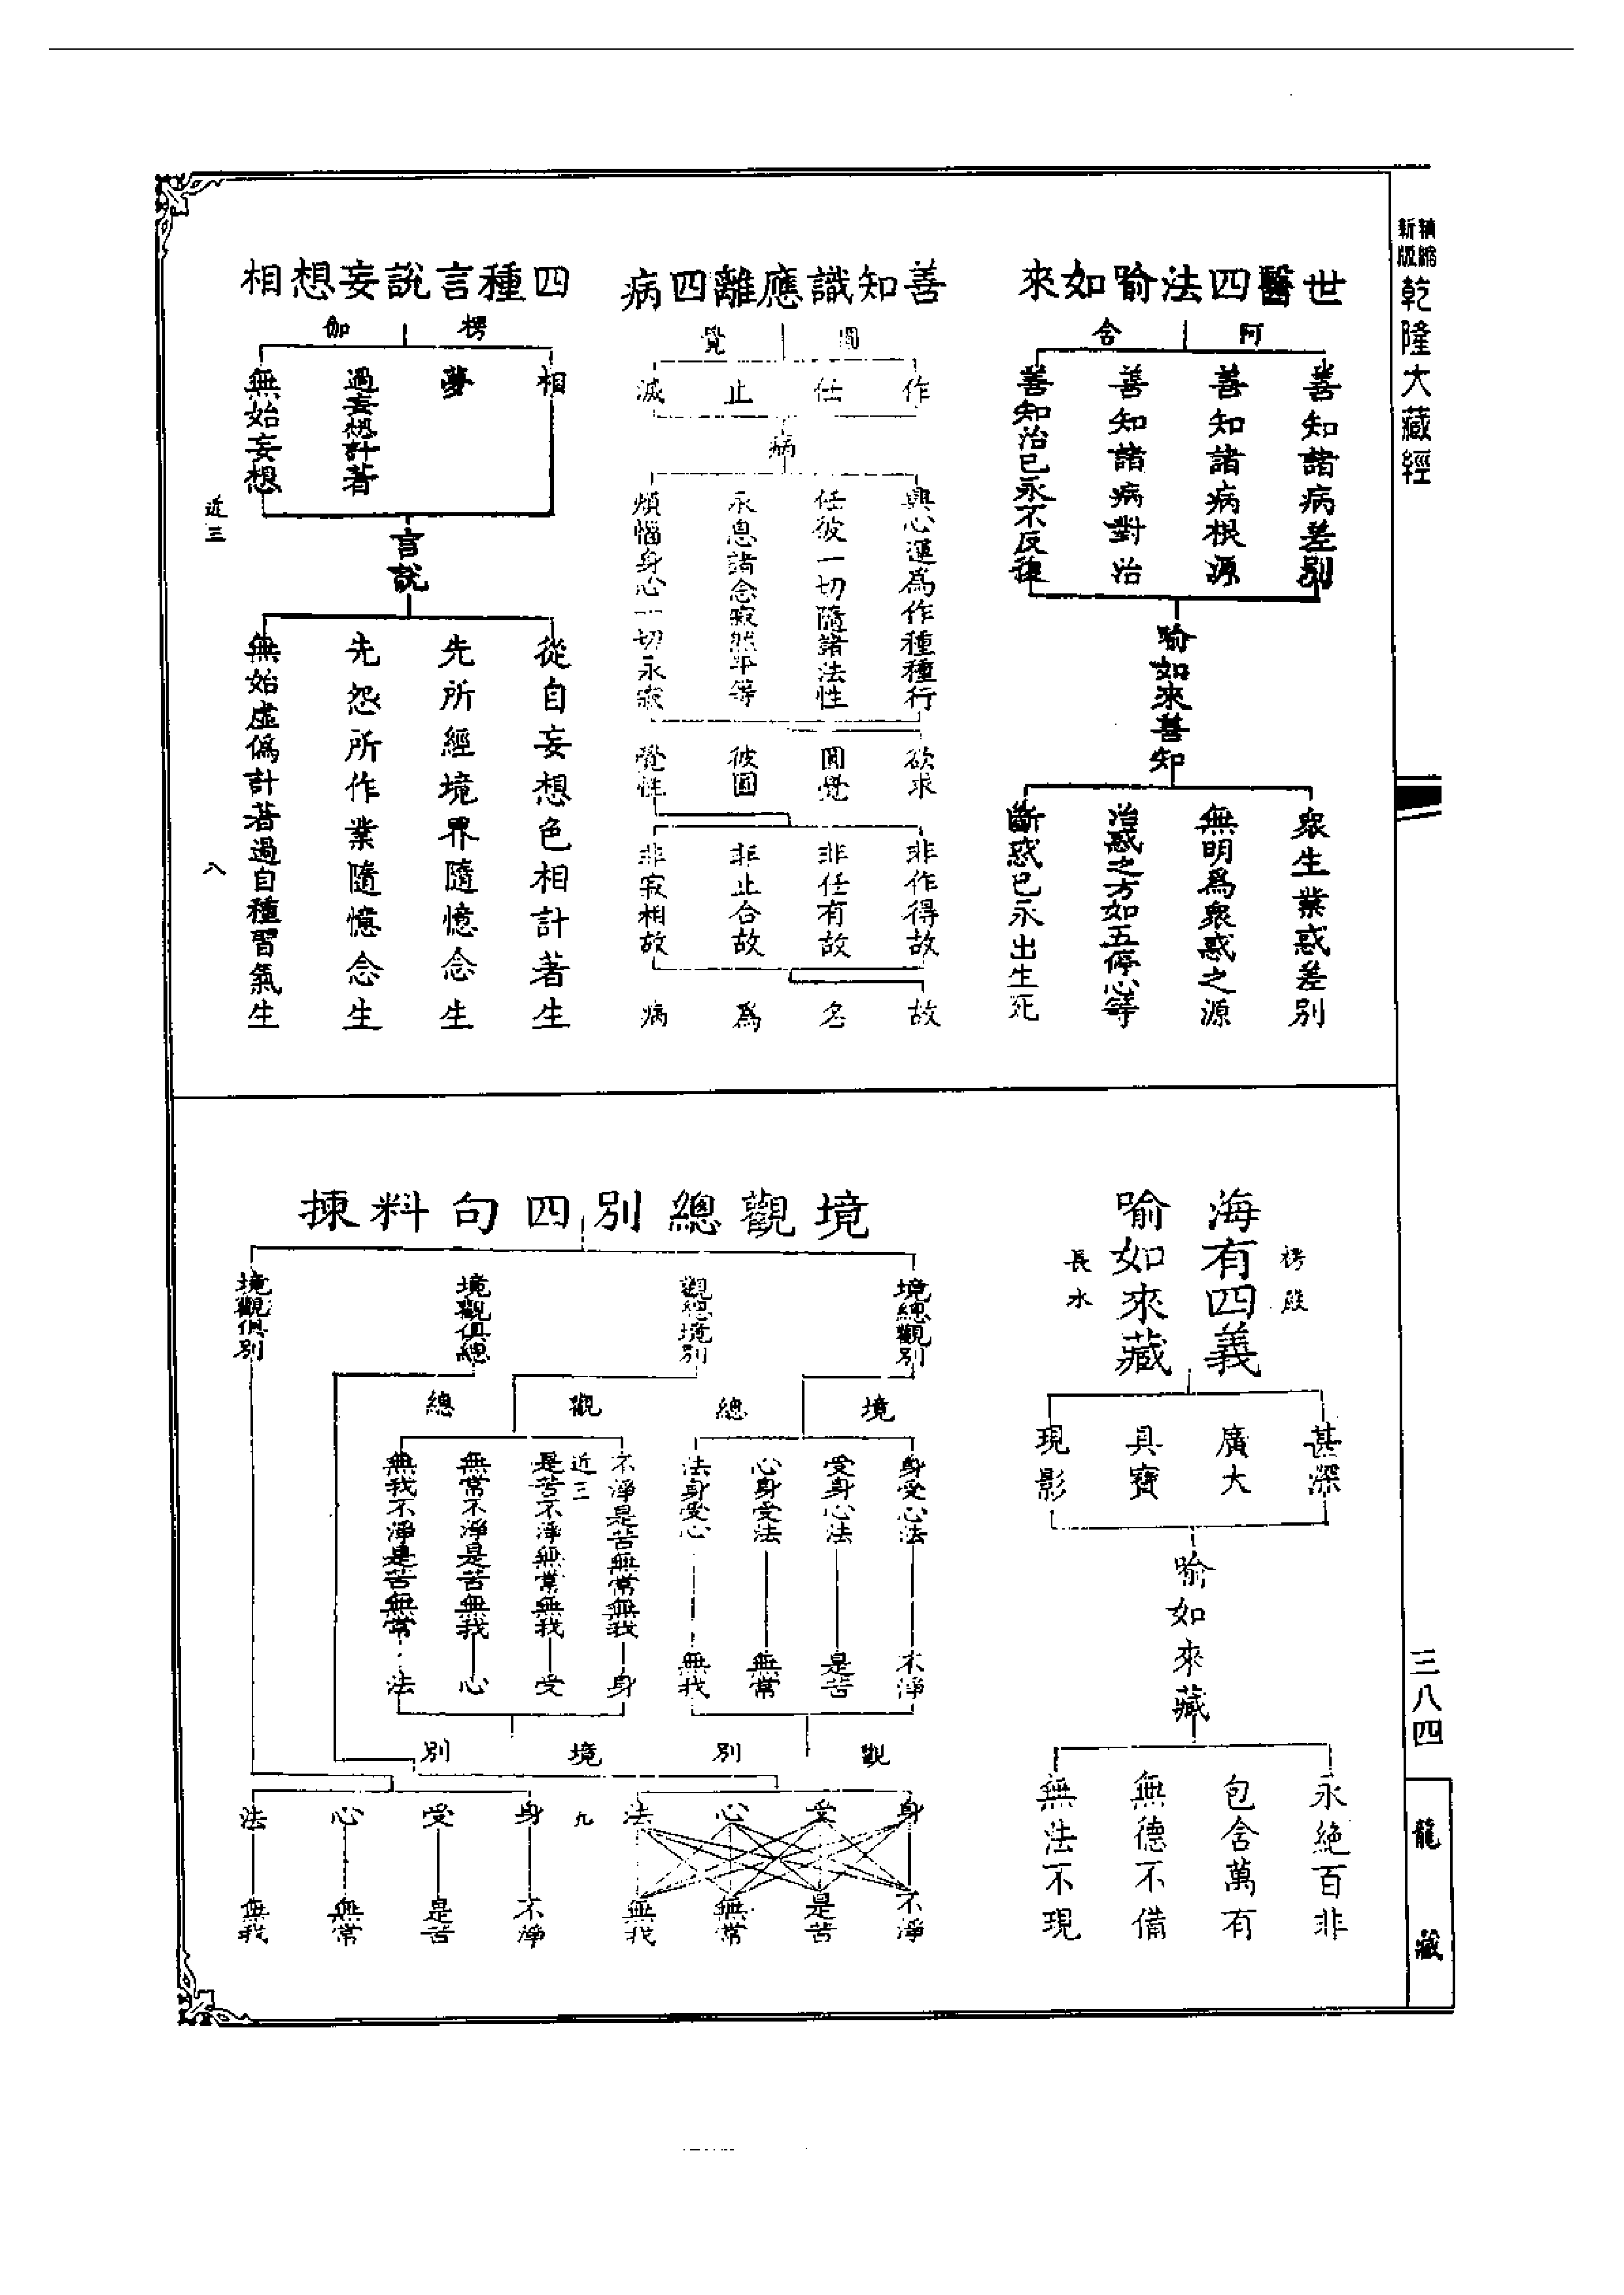 精縮
新版
乾隆大藏經
三八四
龍藏
世醫四法喻如來
阿含
善知諸病差別
善知諸病根源
善知諸病對治
善知治已永不反復
喻如來善知
衆生業惑差別
無明爲衆惑之源
治惑之方如五停心等
斷惑已永出生死
善知識應離四病
圓覺
作
任
止
滅
病
興心運爲作種種行
任彼一切隨諸法性
永息諸念寂然平等
煩惱身心一切永寂
欲求
圓覺
彼圓
覺性
非作得故
非任有故
非止合故
非寂相故
故
名
爲
病
四種言說妄想相
楞伽
相
夢
過妄想計著
無始妄想
言說
從自妄想色相計著生
先所經境界隨憶念生
先怨所作業隨憶念生
無始虛偽計著過自種習氣生
近三
八
海有四義
喻如來藏
楞嚴
長水
甚深
廣大
具寶
現影
喻如來藏
永絕百非
包含萬有
無德不備
無法不現
境觀總別四句料揀
境總觀別
觀總境別
境觀俱總
境觀俱別
境總
觀總
身受心法
受身心法
心身受法
法身受心
不淨是苦無常無我
近三
是苦不淨無常無我
無常不淨是苦無我
無我不淨是苦無常
不淨
是苦
無常
無我
身
受
心
法
觀別
境別
身
受
心
法
九
身
受
心
法
不淨
是苦
無常
無我
不淨
是苦
無常
無我